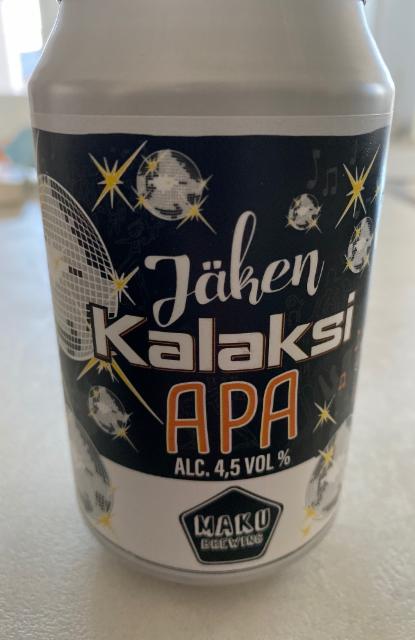 Jäken
Kalaksi
APA
ALC. 4,5 VOL %
MAKU
BREWING